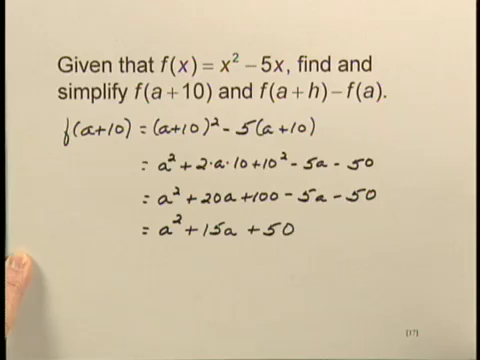 Given that f(x) = x² − 5x, find and
simplify f(a + 10) and f(a + h) − f(a).
f(a+10) = (a+10)² - 5(a+10)
= a² + 2·a·10 + 10² - 5a - 50
= a² + 20a + 100 - 5a - 50
= a² + 15a + 50
[17]